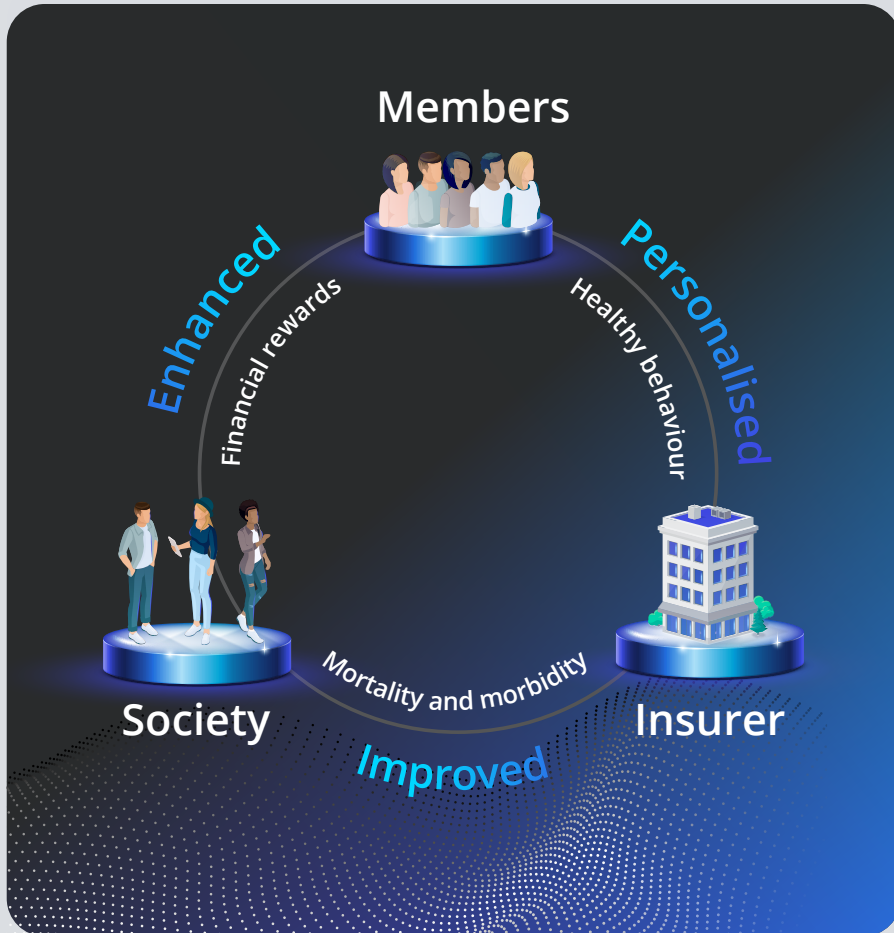 Members
Enhanced
Personalised
Financial rewards
Healthy behaviour
Mortality and morbidity
Society
Insurer
Improved